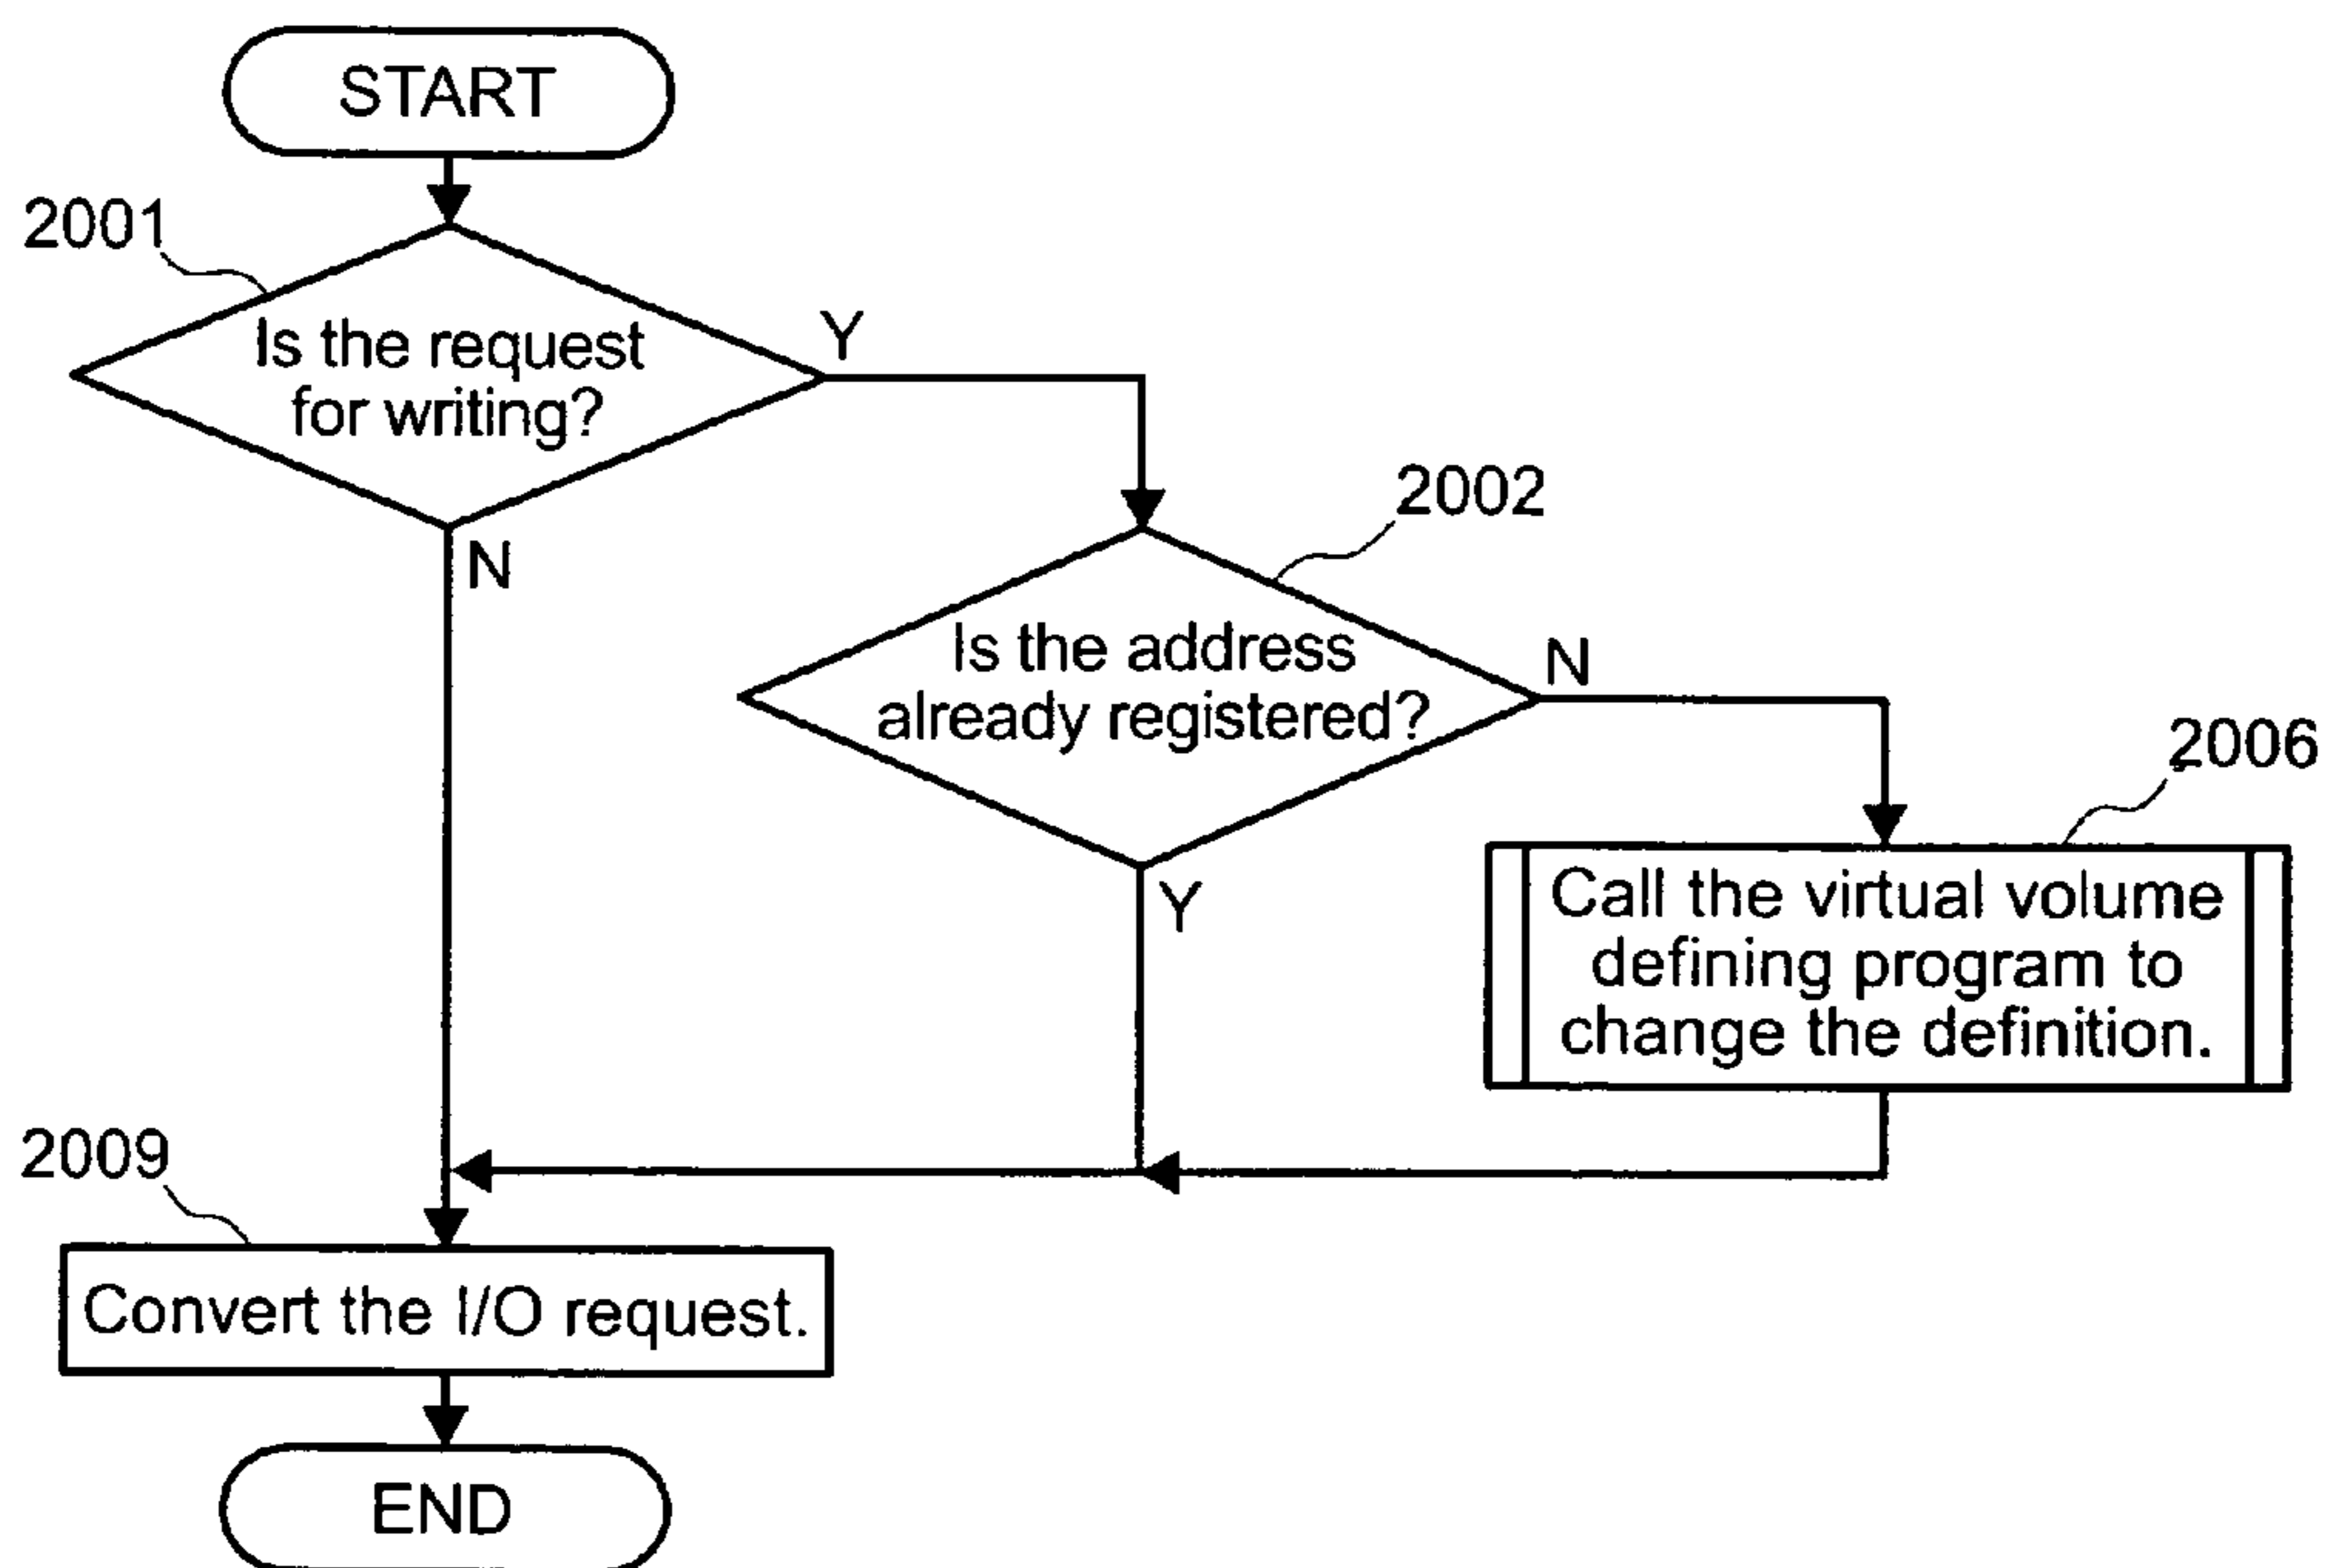 START
2001
Is the request
for writing?
Y
N
2002
Is the address
already registered?
N
Y
2006
Call the virtual volume
defining program to
change the definition.
2009
Convert the I/O request.
END